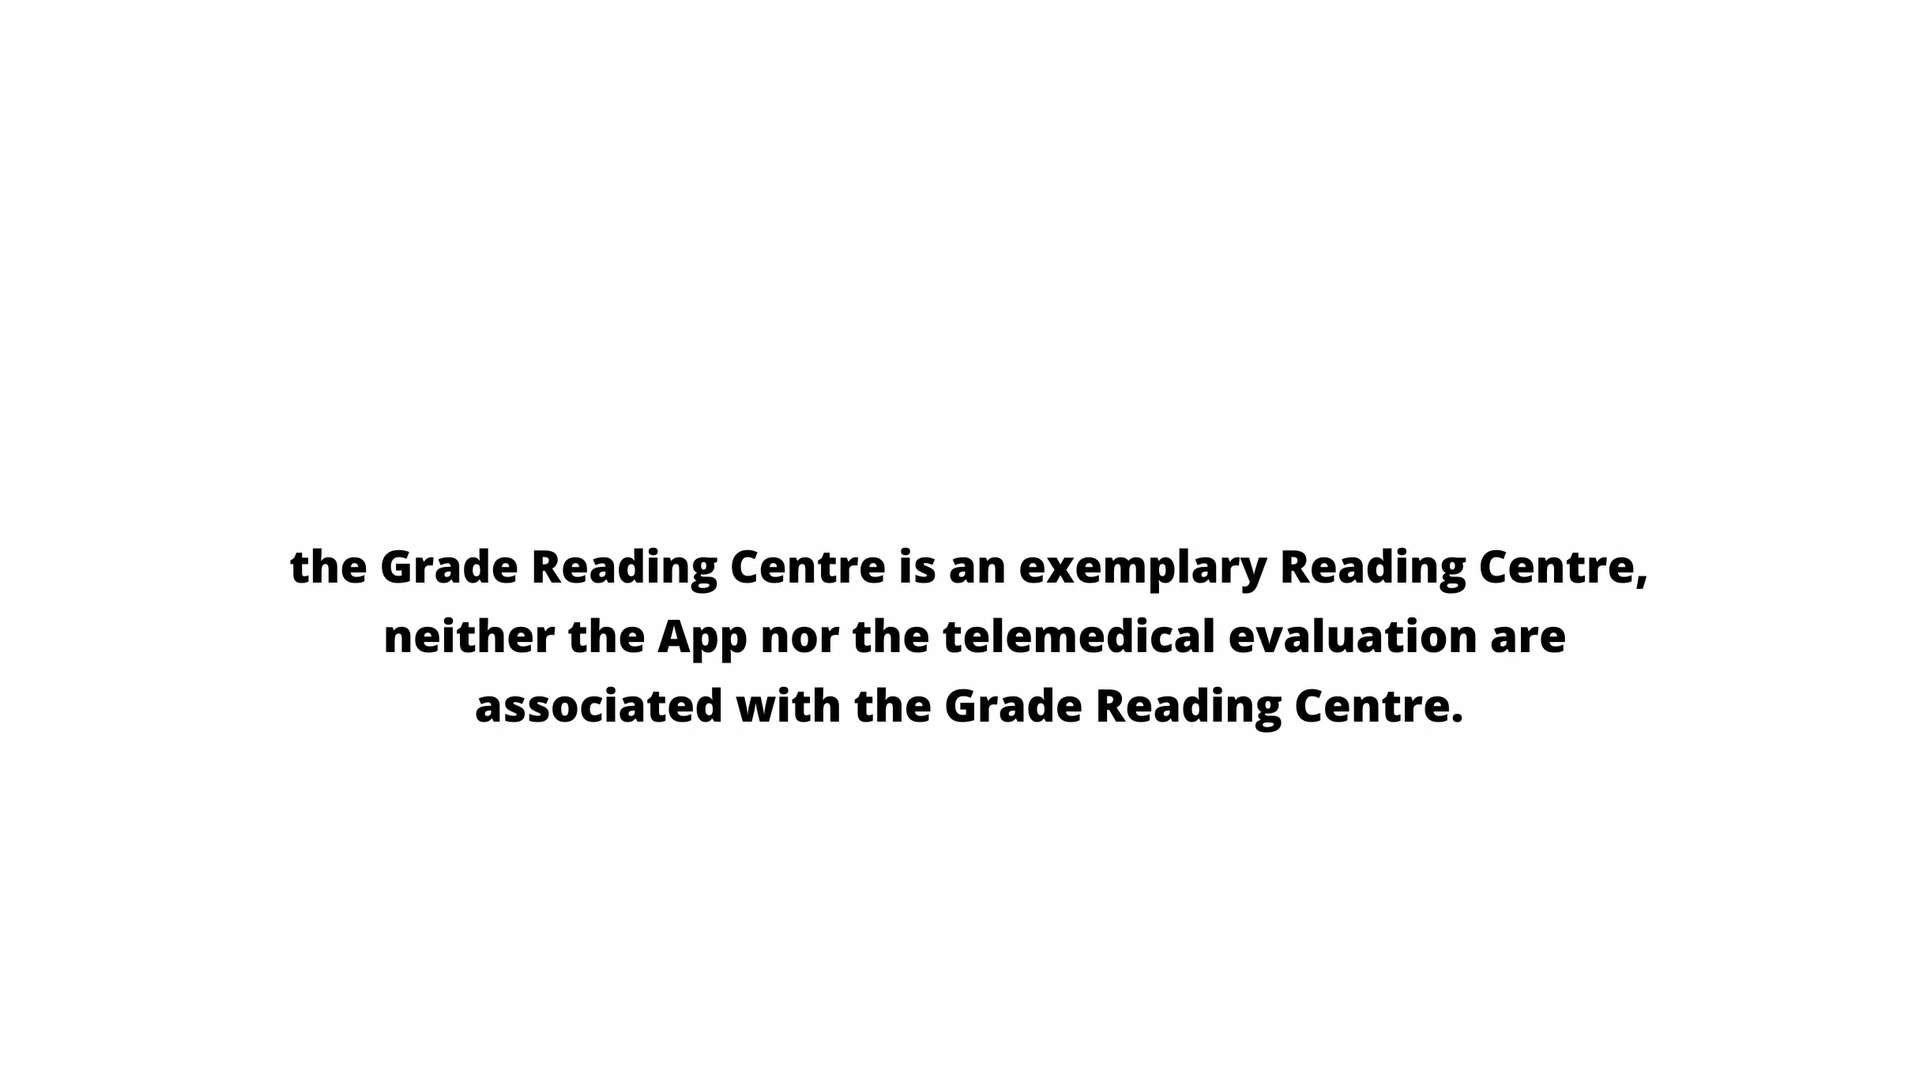 the Grade Reading Centre is an exemplary Reading Centre,
neither the App nor the telemedical evaluation are
associated with the Grade Reading Centre.